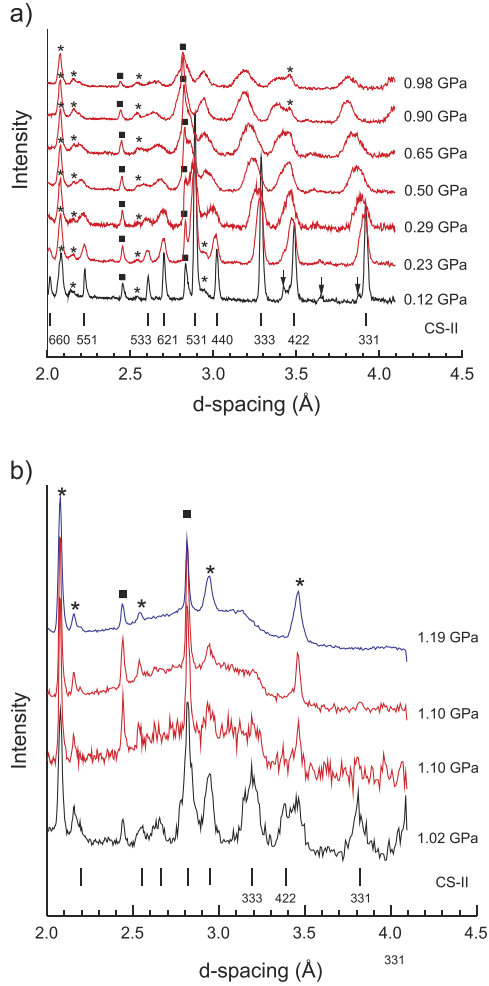 a)
Intensity
0.98 GPa
0.90 GPa
0.65 GPa
0.50 GPa
0.29 GPa
0.23 GPa
0.12 GPa
CS-II
660 551 533 621 531 440 333 422 331
2.0 2.5 3.0 3.5 4.0 4.5
d-spacing (Å)
b)
Intensity
1.19 GPa
1.10 GPa
1.10 GPa
1.02 GPa
CS-II
333 422 331
2.0 2.5 3.0 3.5 4.0 4.5
331
d-spacing (Å)